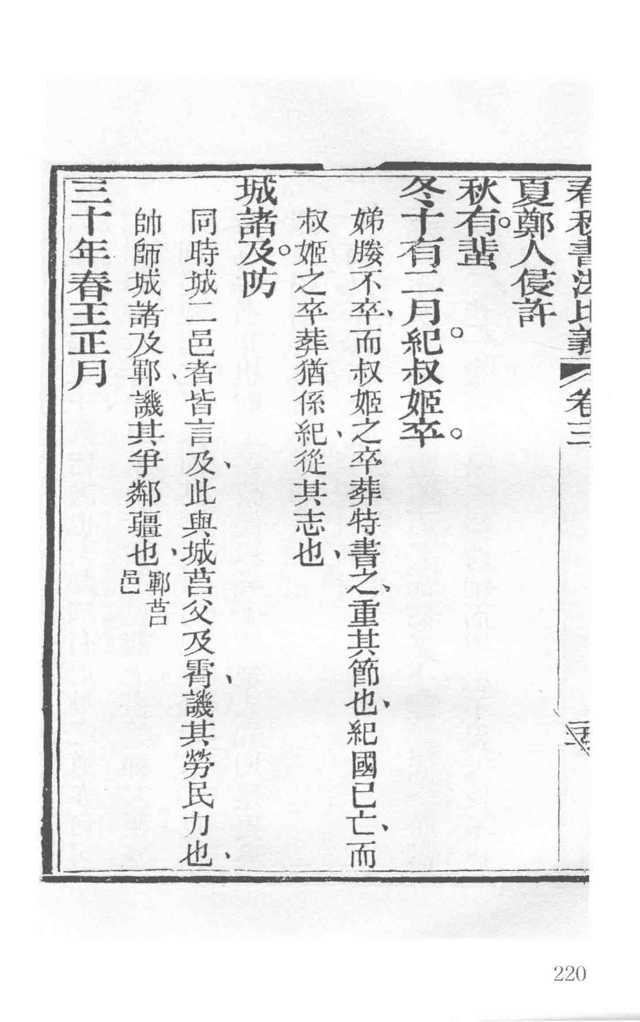 春秋書法比義 卷三
夏鄭人侵許
秋有蜚。
冬十有二月。紀叔姬卒。
娣媵不卒、而叔姬之卒葬特書之、重其節也、紀國已亡、而
叔姬之卒葬、猶係紀、從其志也、
城諸及防。
同時城二邑者、皆言及、此與城莒父及霄、譏其勞民力也、
帥師城諸及鄆、譏其爭鄰疆也、鄆莒
邑
三十年春王正月
220